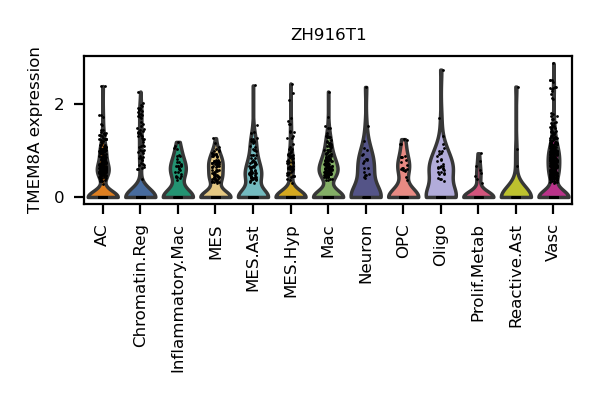 ZH916T1
TMEM8A expression
2
0
AC
Chromatin.Reg
Inflammatory.Mac
MES
MES.Ast
MES.Hyp
Mac
Neuron
OPC
Oligo
Prolif.Metab
Reactive.Ast
Vasc